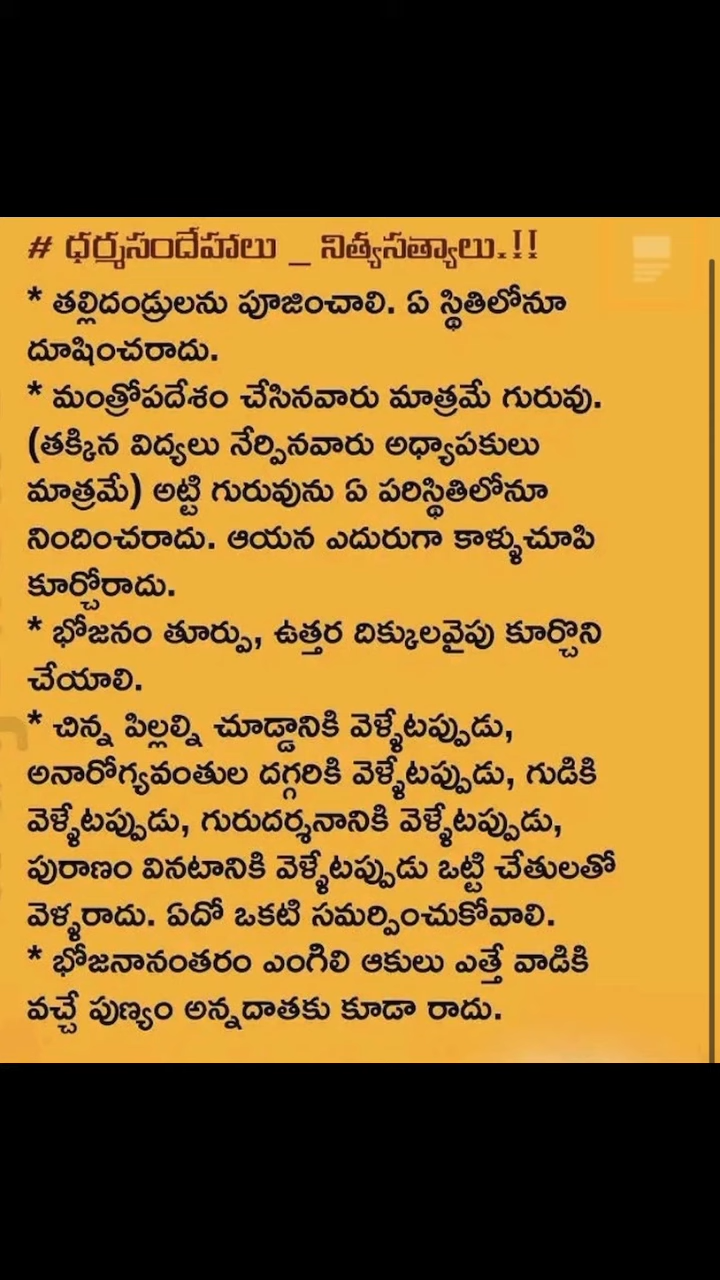 # ధర్మసందేహాలు _ నిత్యసత్యాలు.!!
* తల్లిదండ్రులను పూజించాలి. ఏ స్థితిలోనూ
దూషించరాదు.
* మంత్రోపదేశం చేసినవారు మాత్రమే గురువు.
(తక్కిన విద్యలు నేర్పినవారు అధ్యాపకులు
మాత్రమే) అట్టి గురువును ఏ పరిస్థితిలోనూ
నిందించరాదు. ఆయన ఎదురుగా కాళ్ళుచూపి
కూర్చోరాదు.
* భోజనం తూర్పు, ఉత్తర దిక్కులవైపు కూర్చొని
చేయాలి.
* చిన్న పిల్లల్ని చూడ్డానికి వెళ్ళేటప్పుడు,
అనారోగ్యవంతుల దగ్గరికి వెళ్ళేటప్పుడు, గుడికి
వెళ్ళేటప్పుడు, గురుదర్శనానికి వెళ్ళేటప్పుడు,
పురాణం వినటానికి వెళ్ళేటప్పుడు ఒట్టి చేతులతో
వెళ్ళరాదు. ఏదో ఒకటి సమర్పించుకోవాలి.
* భోజనానంతరం ఎంగిలి ఆకులు ఎత్తే వాడికి
వచ్చే పుణ్యం అన్నదాతకు కూడా రాదు.